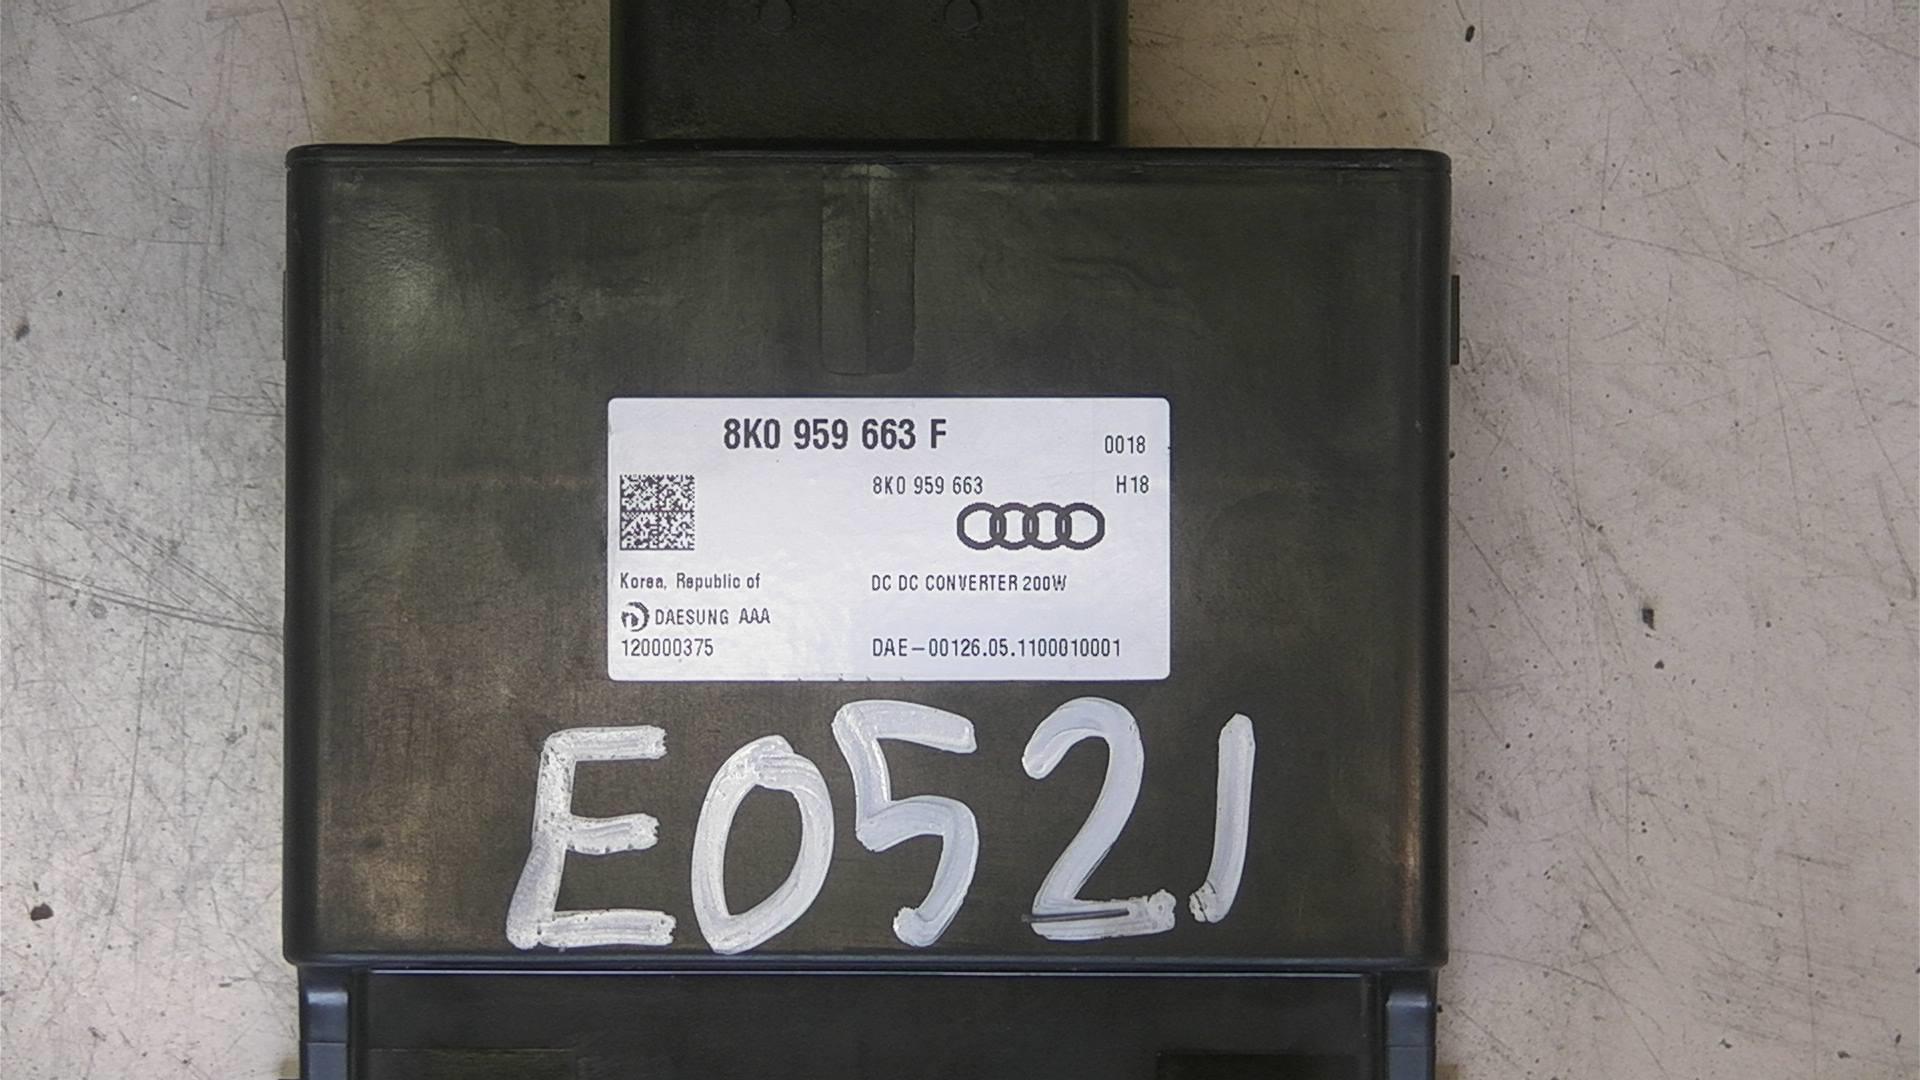 8K0 959 663 F
0018
8K0 959 663
H18
Korea, Republic of
DC DC CONVERTER 200W
DAESUNG AAA
120000375
DAE-00126.05.1100010001
E0521